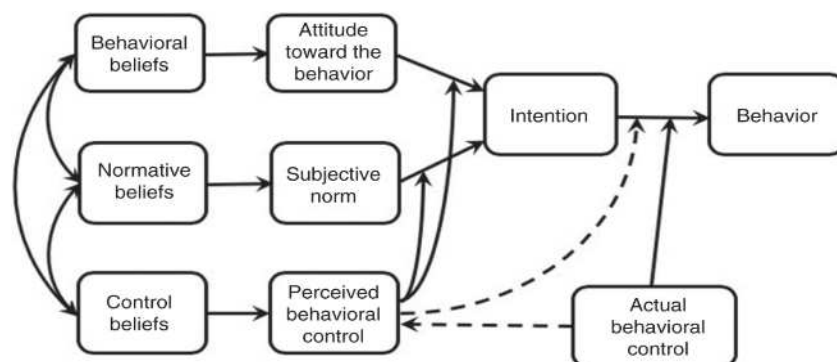 Behavioral
beliefs
Attitude
toward the
behavior
Intention
Behavior
Normative
beliefs
Subjective
norm
Control
beliefs
Perceived
behavioral
control
Actual
behavioral
control